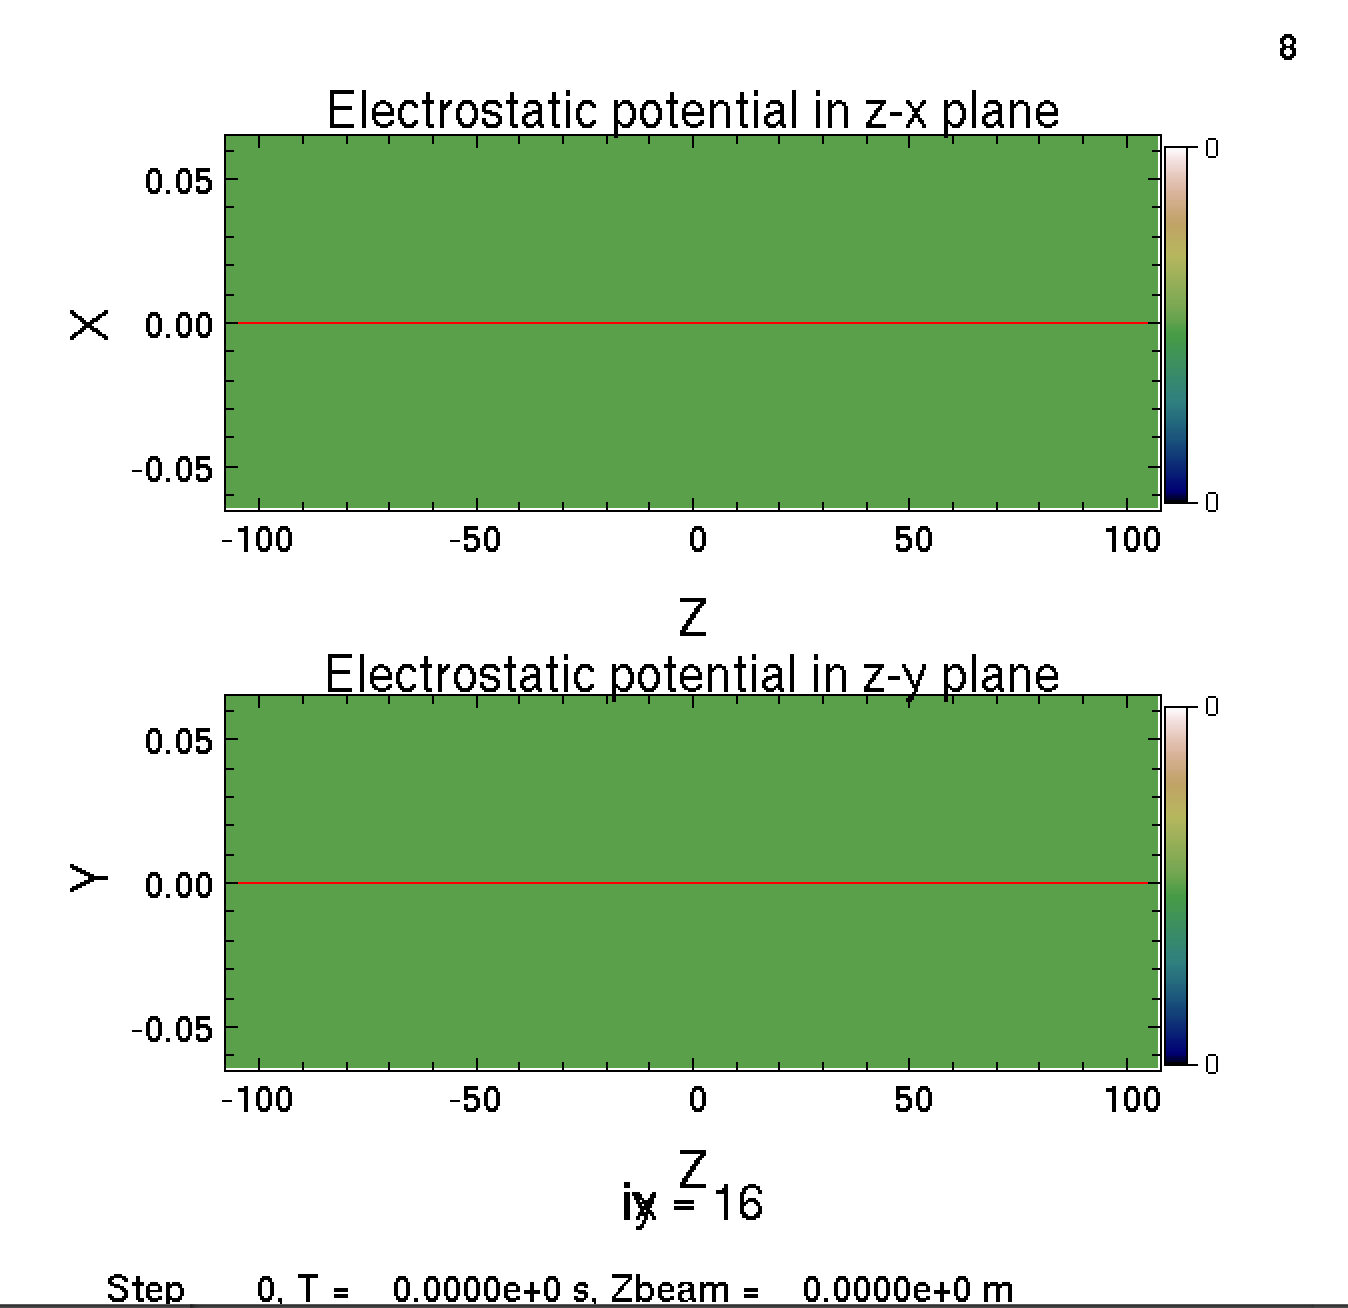 8
Electrostatic potential in z-x plane
0
0.05
X
0.00
-0.05
0
-100 -50 0 50 100
Z
Electrostatic potential in z-y plane
0
0.05
Y
0.00
-0.05
0
-100 -50 0 50 100
Z
= 16
Step 0, T = 0.0000e+0 s, Zbeam = 0.0000e+0 m